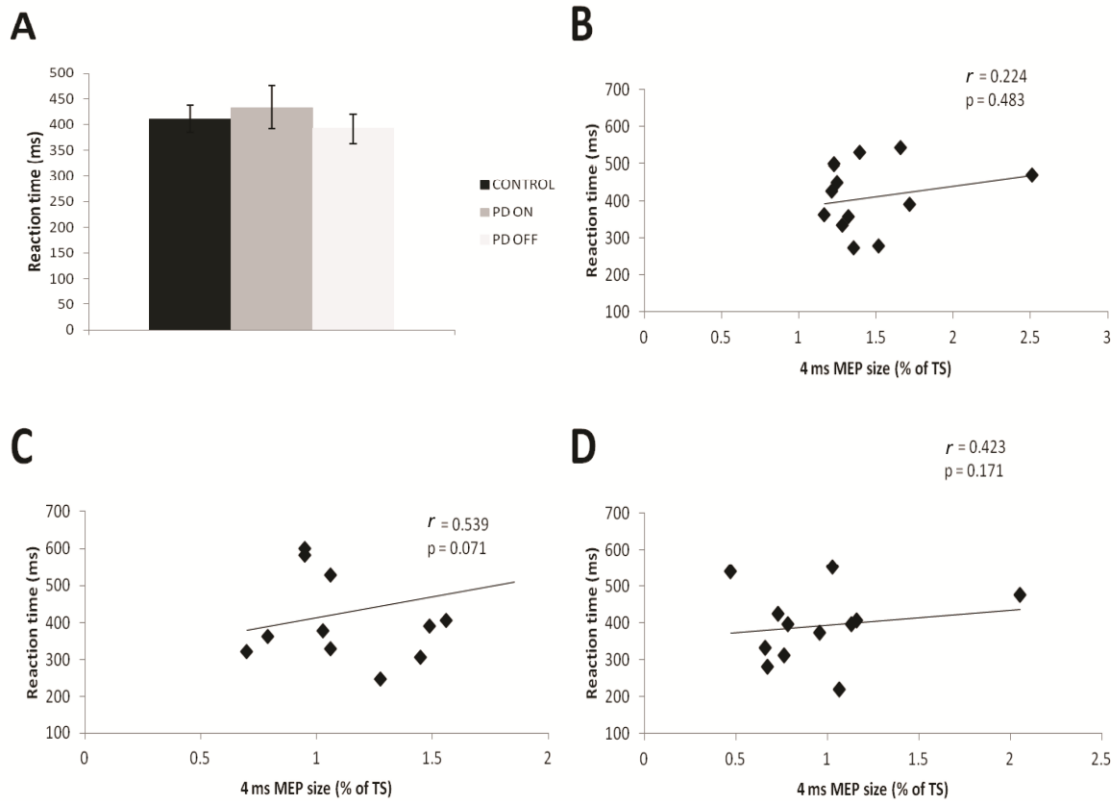 A
500
450
400
350
300
250
200
150
100
50
0
Reaction time (ms)
CONTROL
PD ON
PD OFF
B
r = 0.224
p = 0.483
700
600
500
400
300
200
100
0
0.5
1
1.5
2
2.5
3
Reaction time (ms)
4 ms MEP size (% of TS)
C
r = 0.539
p = 0.071
700
600
500
400
300
200
100
0
0.5
1
1.5
2
Reaction time (ms)
4 ms MEP size (% of TS)
D
r = 0.423
p = 0.171
700
600
500
400
300
200
100
0
0.5
1
1.5
2
2.5
Reaction time (ms)
4 ms MEP size (% of TS)